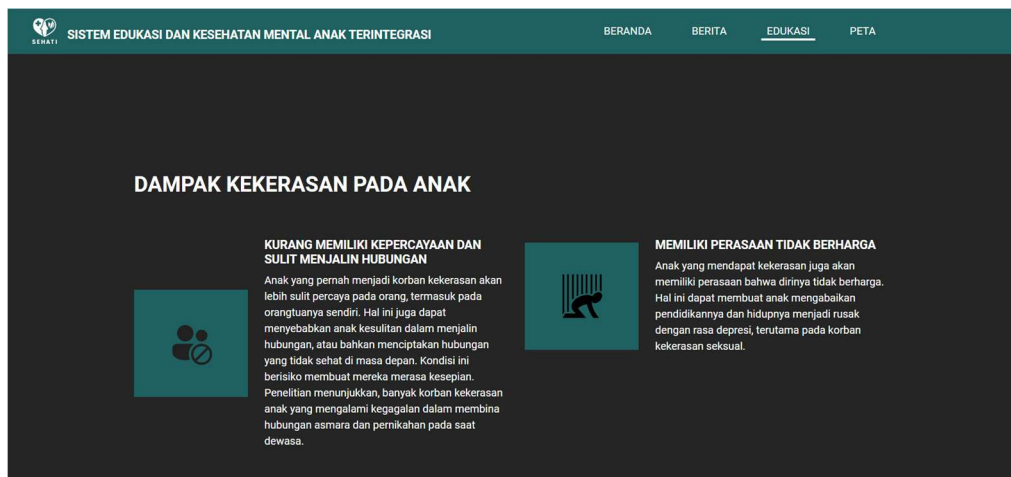 SEHATI
SISTEM EDUKASI DAN KESEHATAN MENTAL ANAK TERINTEGRASI
BERANDA
BERITA
EDUKASI
PETA
DAMPAK KEKERASAN PADA ANAK
KURANG MEMILIKI KEPERCAYAAN DAN
SULIT MENJALIN HUBUNGAN
Anak yang pernah menjadi korban kekerasan akan
lebih sulit percaya pada orang, termasuk pada
orangtuanya sendiri. Hal ini juga dapat
menyebabkan anak kesulitan dalam menjalin
hubungan, atau bahkan menciptakan hubungan
yang tidak sehat di masa depan. Kondisi ini
berisiko membuat mereka merasa kesepian.
Penelitian menunjukkan, banyak korban kekerasan
anak yang mengalami kegagalan dalam membina
hubungan asmara dan pernikahan pada saat
dewasa.
MEMILIKI PERASAAN TIDAK BERHARGA
Anak yang mendapat kekerasan juga akan
memiliki perasaan bahwa dirinya tidak berharga.
Hal ini dapat membuat anak mengabaikan
pendidikannya dan hidupnya menjadi rusak
dengan rasa depresi, terutama pada korban
kekerasan seksual.